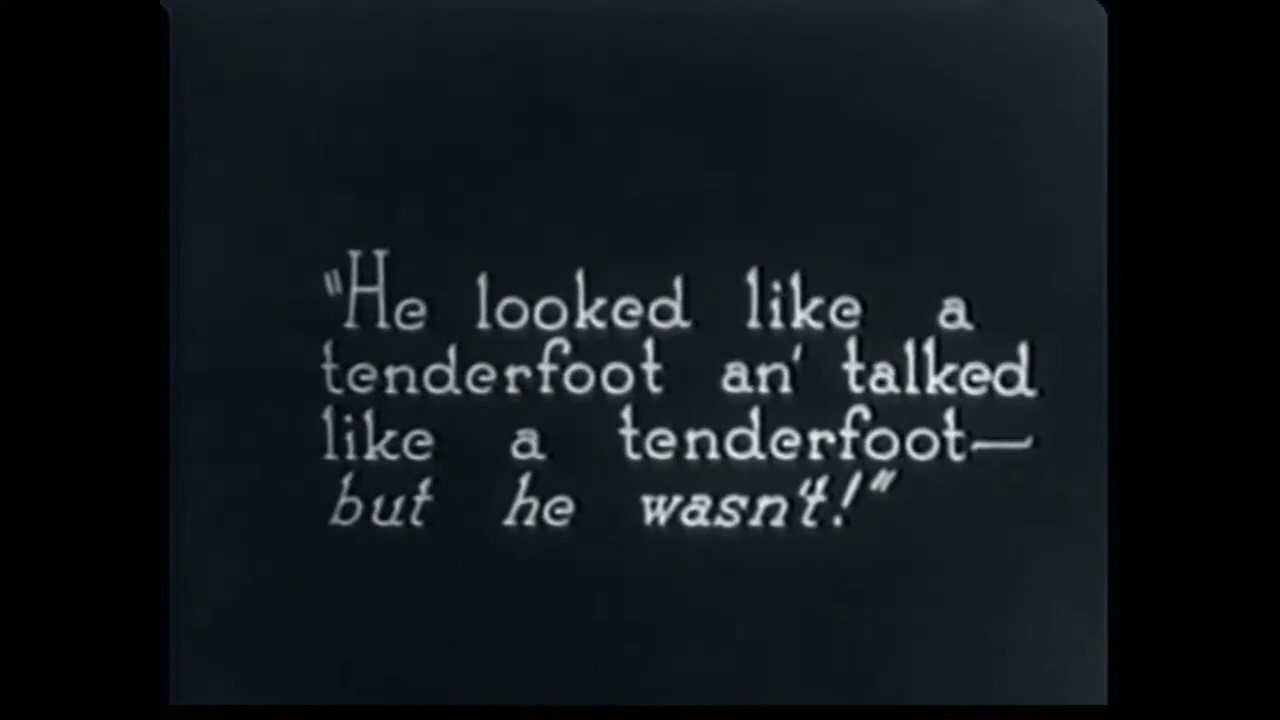 "He looked like a
tenderfoot an' talked
like a tenderfoot—
but he wasn't!"